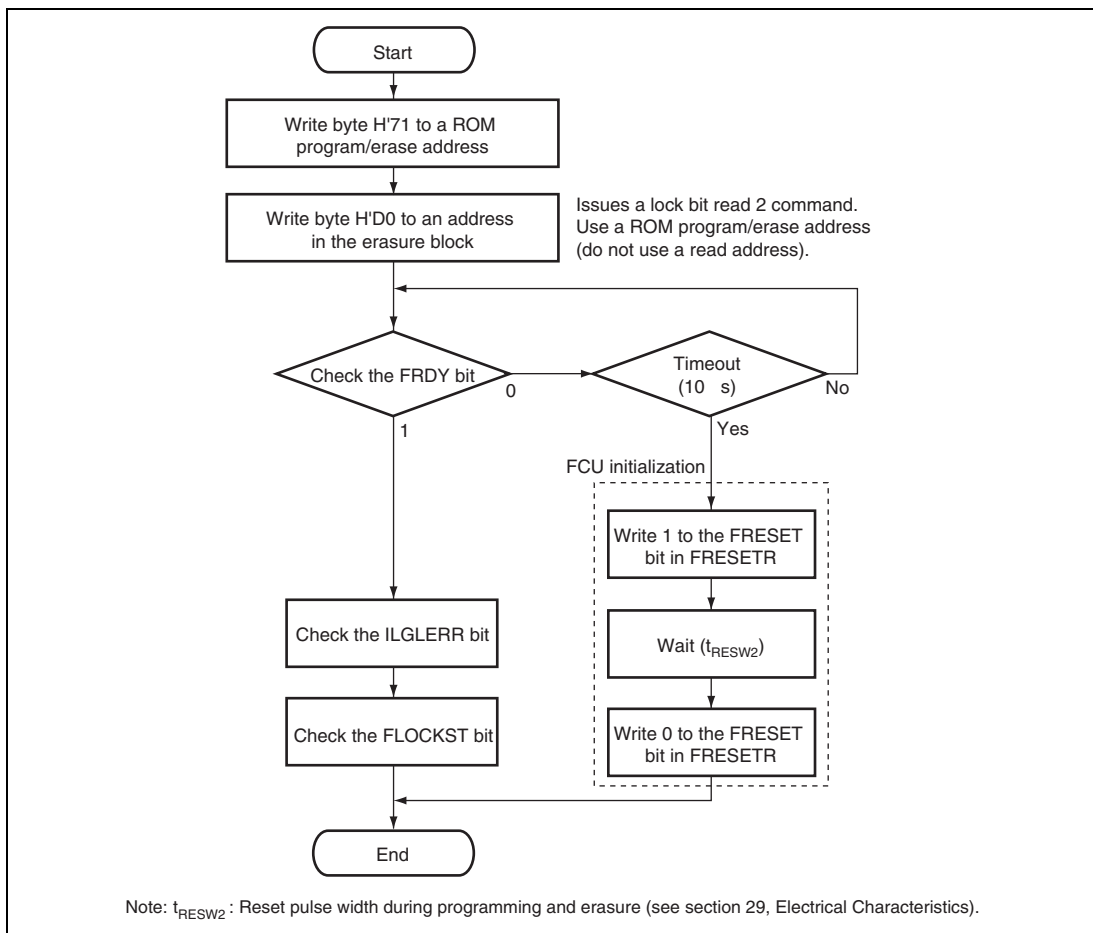 Start
Write byte H'71 to a ROM
program/erase address
Write byte H'D0 to an address
in the erasure block
Issues a lock bit read 2 command.
Use a ROM program/erase address
(do not use a read address).
Check the FRDY bit
0
1
Timeout
(10 s)
No
Yes
FCU initialization
Write 1 to the FRESET
bit in FRESETR
Wait (tRESW2)
Write 0 to the FRESET
bit in FRESETR
Check the ILGLERR bit
Check the FLOCKST bit
End
Note: tRESW2 : Reset pulse width during programming and erasure (see section 29, Electrical Characteristics).